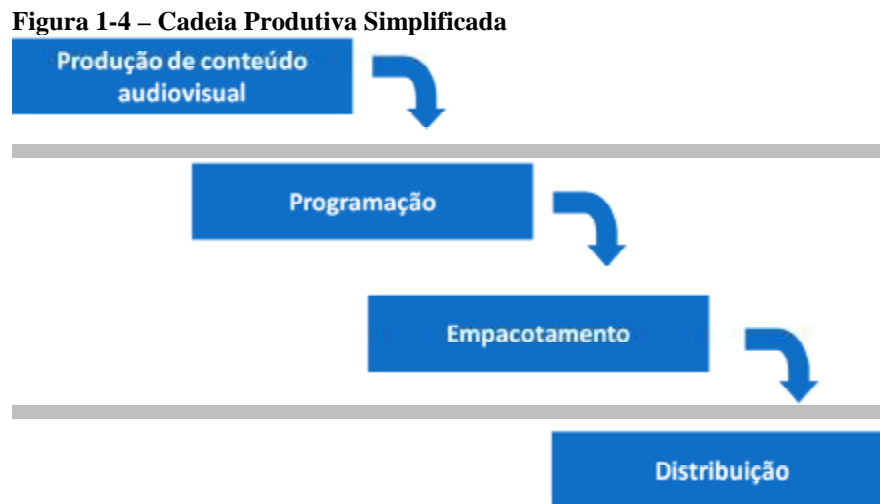 Figura 1-4 – Cadeia Produtiva Simplificada
Produção de conteúdo
audiovisual
Programação
Empacotamento
Distribuição